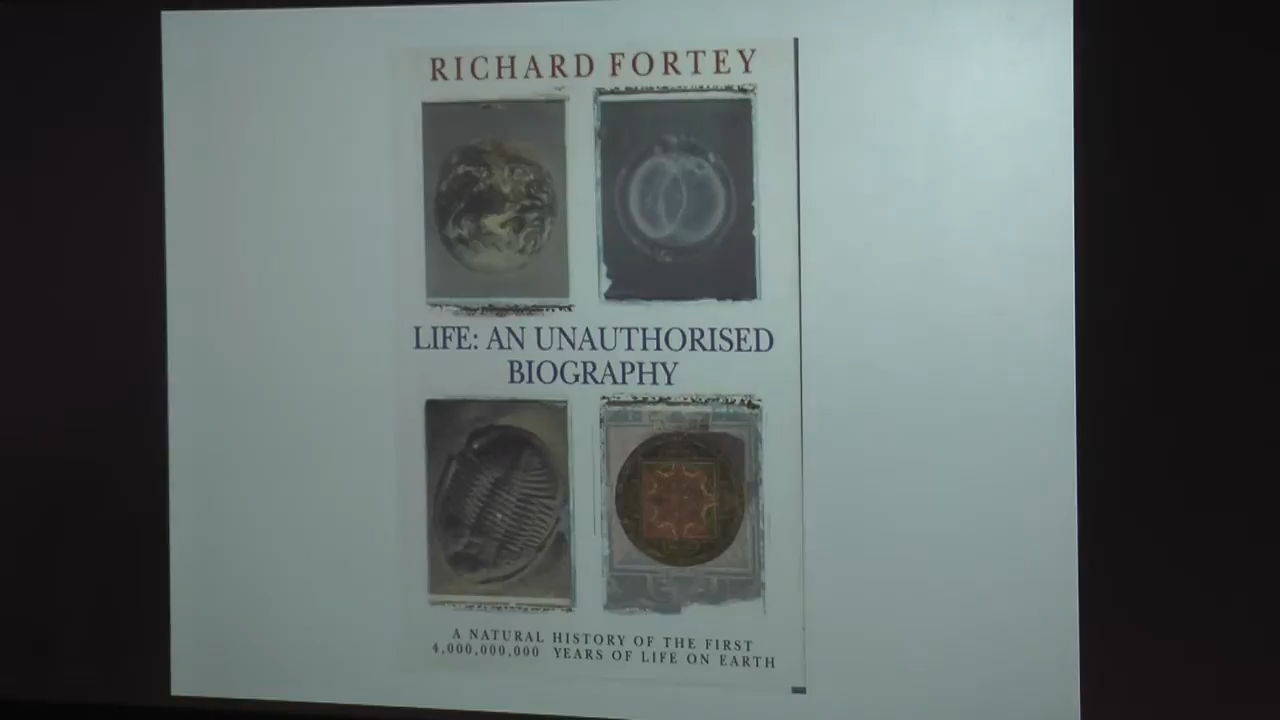 RICHARD FORTEY
LIFE: AN UNAUTHORISED
BIOGRAPHY
A NATURAL HISTORY OF THE FIRST
4,000,000,000 YEARS OF LIFE ON EARTH